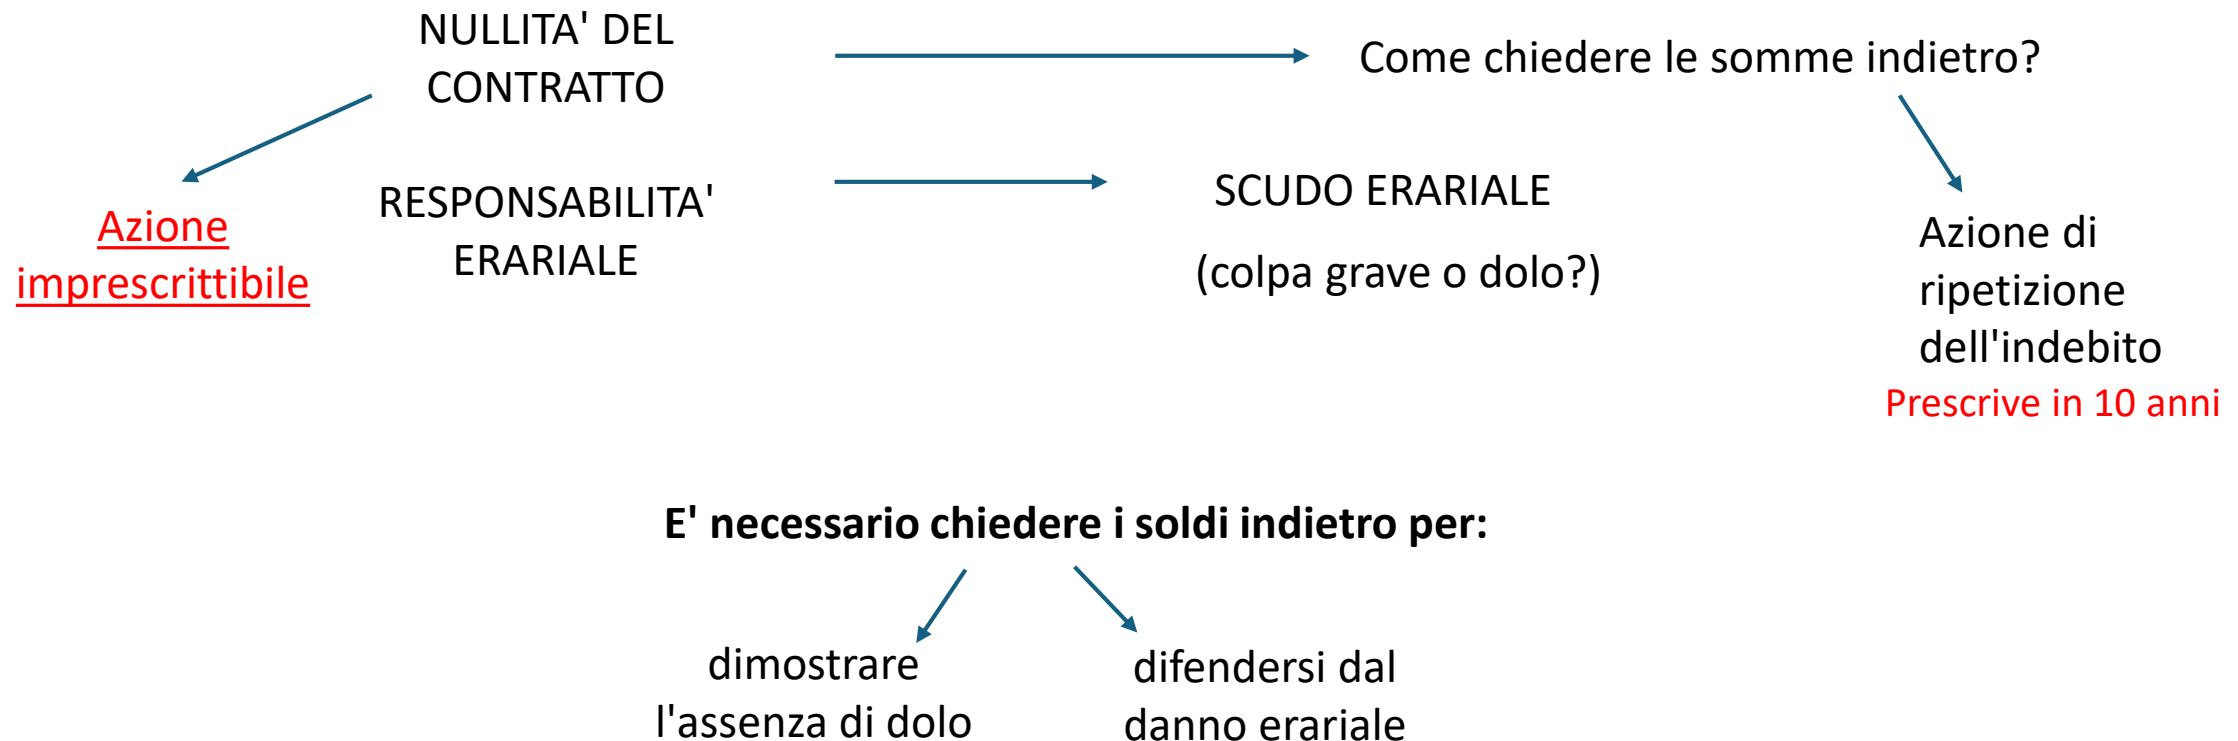 NULLITA' DEL
CONTRATTO
Come chiedere le somme indietro?
Azione
imprescrittibile
RESPONSABILITA'
ERARIALE
SCUDO ERARIALE
(colpa grave o dolo?)
Azione di
ripetizione
dell'indebito
Prescrive in 10 anni
E' necessario chiedere i soldi indietro per:
dimostrare
l'assenza di dolo
difendersi dal
danno erariale